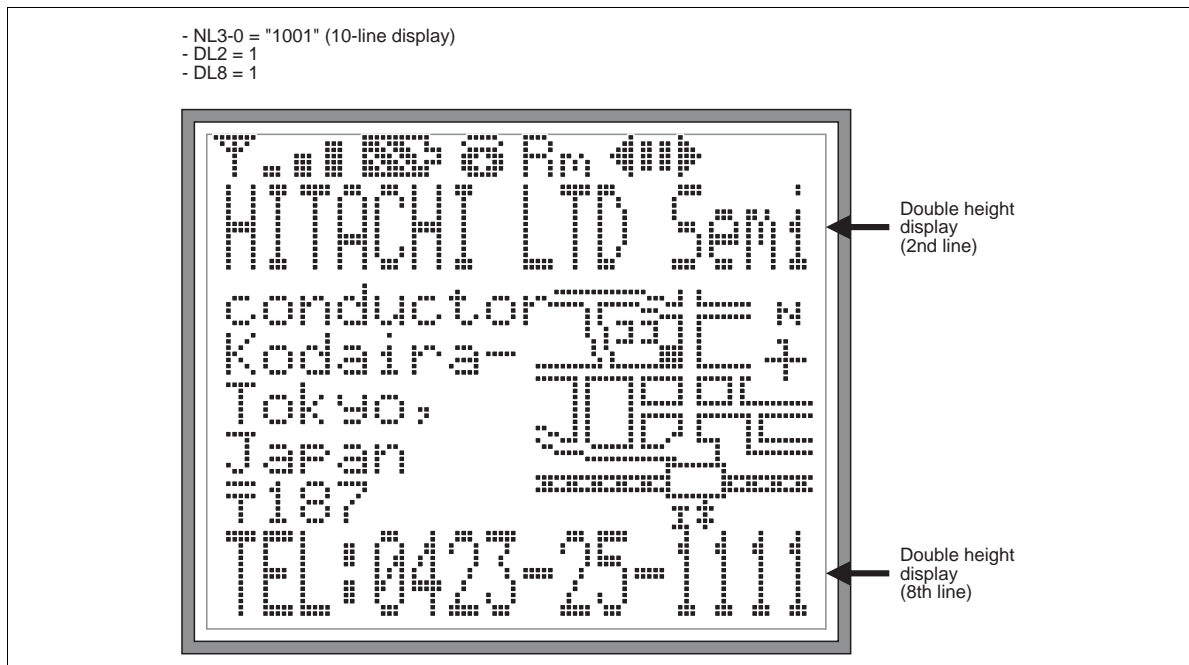 - NL3-0 = "1001" (10-line display)
- DL2 = 1
- DL8 = 1
Rm
HITACHI LTD Semi
conductor
Kodaira-
Tokyo,
Japan
〒187
TEL:0423-25-1111
N
Double height
display
(2nd line)
Double height
display
(8th line)